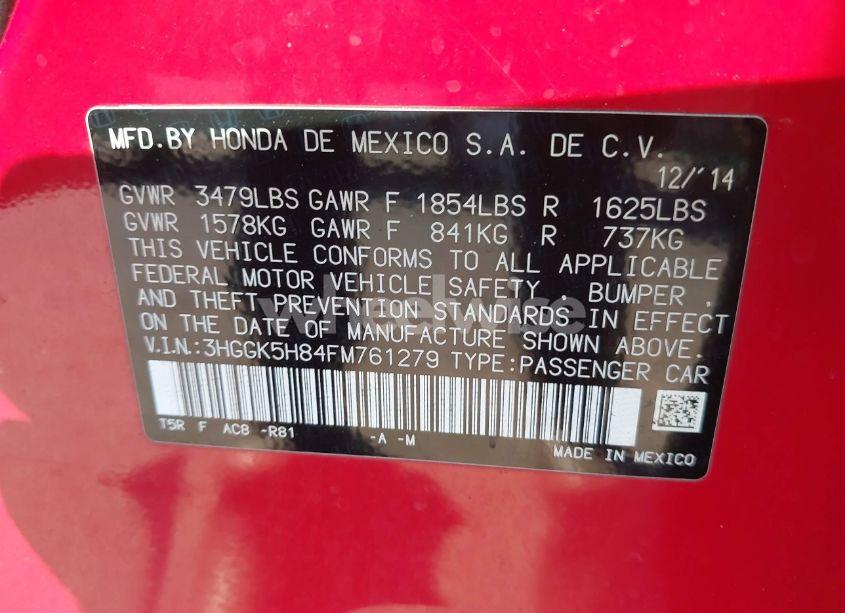 MFD.BY HONDA DE MEXICO S.A. DE C.V.
12/'14
GVWR 3479LBS GAWR F 1854LBS R 1625LBS
GVWR 1578KG GAWR F 841KG R 737KG
THIS VEHICLE CONFORMS TO ALL APPLICABLE
FEDERAL MOTOR VEHICLE SAFETY , BUMPER ,
AND THEFT PREVENTION STANDARDS IN EFFECT
ON THE DATE OF MANUFACTURE SHOWN ABOVE.
V.I.N.:3HGGK5H84FM761279 TYPE:PASSENGER CAR
T5R F AC8 -R81 -A -M
MADE IN MEXICO
wheelwise